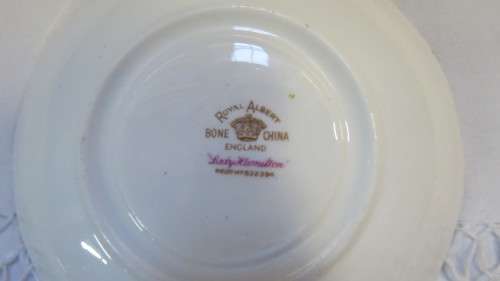 ROYAL ALBERT
BONE CHINA
ENGLAND
"Lady Hamilton"